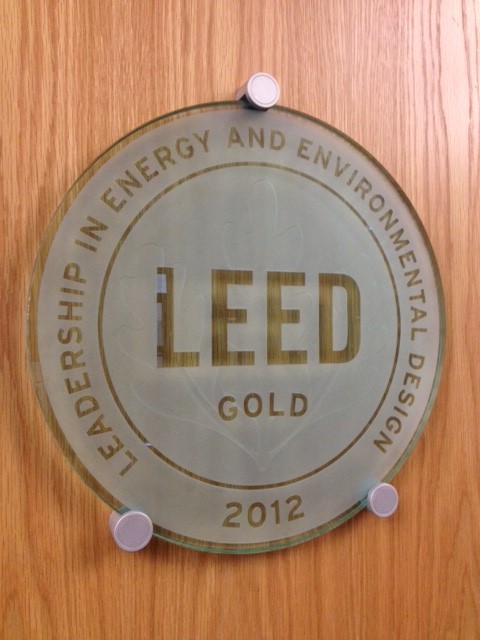 LEADERSHIP IN ENERGY AND ENVIRONMENTAL DESIGN
LEED
GOLD
2012